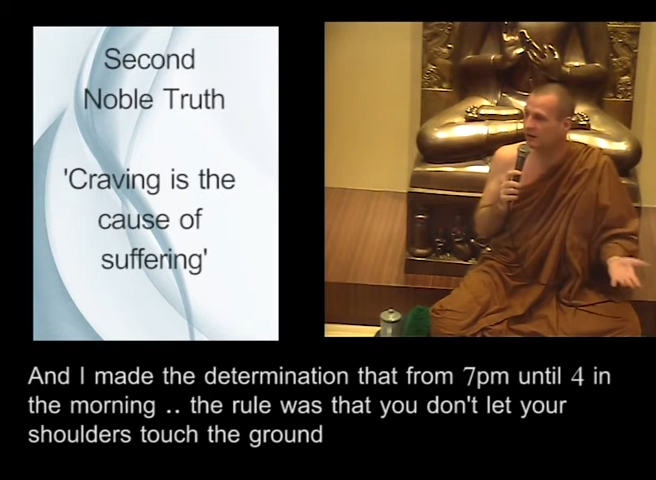 Second
Noble Truth
'Craving is the
cause of
suffering'
And I made the determination that from 7pm until 4 in
the morning .. the rule was that you don't let your
shoulders touch the ground